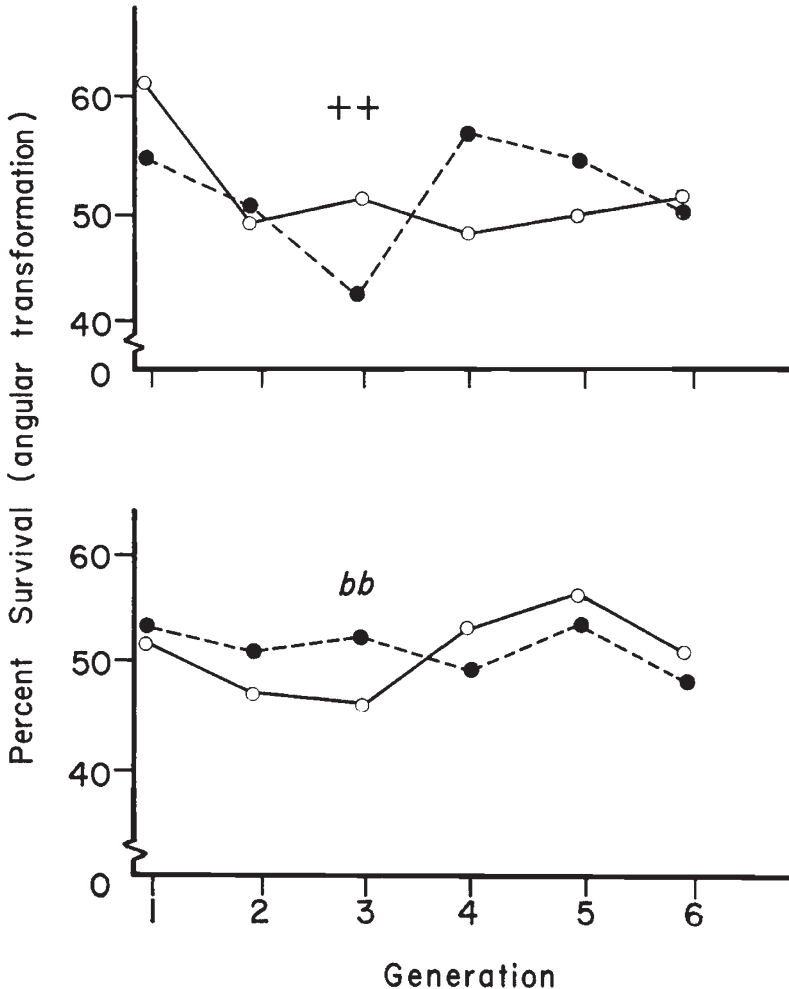 Percent Survival (angular transformation)
60
++
50
40
0
60
bb
50
40
0
1 2 3 4 5 6
Generation